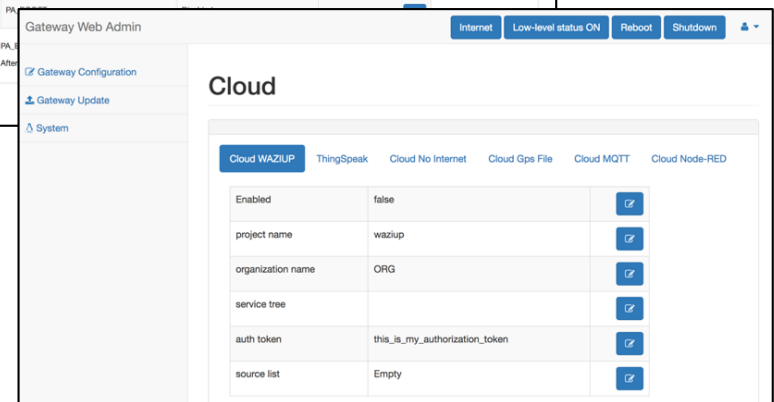 Gateway Web Admin
Internet
Low-level status ON
Reboot
Shutdown
Gateway Configuration
Gateway Update
System
Cloud
Cloud WAZIUP
ThingSpeak
Cloud No Internet
Cloud Gps File
Cloud MQTT
Cloud Node-RED
Enabled false
project name waziup
organization name ORG
service tree
auth token this_is_my_authorization_token
source list Empty